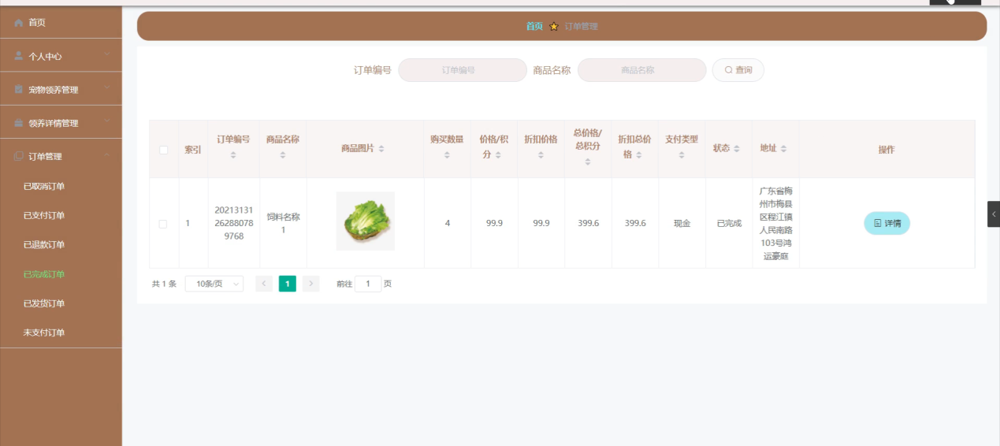 首页
个人中心
宠物领养管理
领养详情管理
订单管理
已取消订单
已支付订单
已退款订单
已完成订单
已发货订单
未支付订单
首页 订单管理
订单编号 订单编号 商品名称 商品名称 查询
索引 订单编号 商品名称 商品图片 购买数量 价格/积
分 折扣价格 总价格/
总积分 折扣总价
格 支付类型 状态 地址 操作
1
20213131
26288078
9768
饲料名称
1
4
99.9
99.9
399.6
399.6
现金
已完成
广东省梅
州市梅县
区程江镇
人民南路
103号鸿
运豪庭
详情
共 1 条 10条/页 < 1 > 前往 1 页